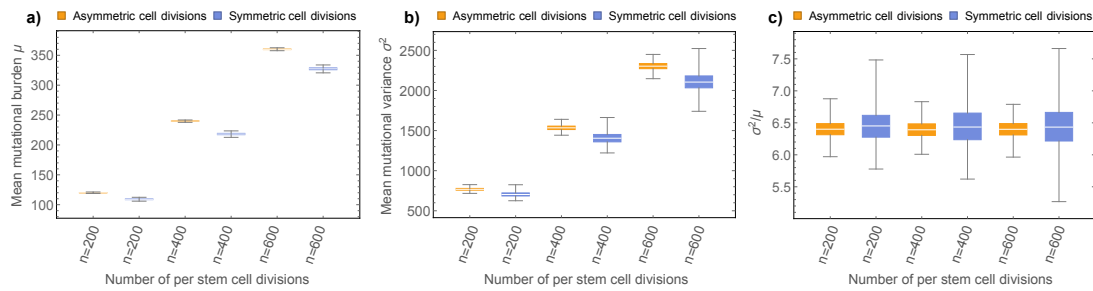 a)
Asymmetric cell divisions
Symmetric cell divisions
Mean mutational burden μ
350
300
250
200
150
100
n=200
n=200
n=400
n=400
n=600
n=600
Number of per stem cell divisions
b)
Asymmetric cell divisions
Symmetric cell divisions
Mean mutational variance σ²
2500
2000
1500
1000
500
n=200
n=200
n=400
n=400
n=600
n=600
Number of per stem cell divisions
c)
Asymmetric cell divisions
Symmetric cell divisions
σ²/μ
7.5
7.0
6.5
6.0
5.5
n=200
n=200
n=400
n=400
n=600
n=600
Number of per stem cell divisions